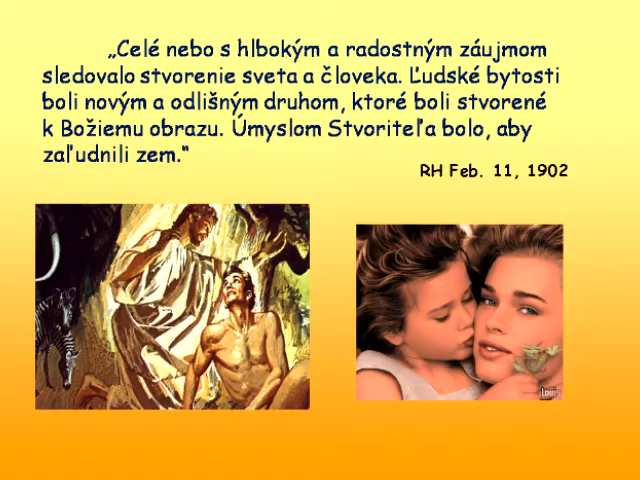 „Celé nebo s hlbokým a radostným záujmom
sledovalo stvorenie sveta a človeka. Ľudské bytosti
boli novým a odlišným druhom, ktoré boli stvorené
k Božiemu obrazu. Úmyslom Stvoriteľa bolo, aby
zaľudnili zem.“
RH Feb. 11, 1902